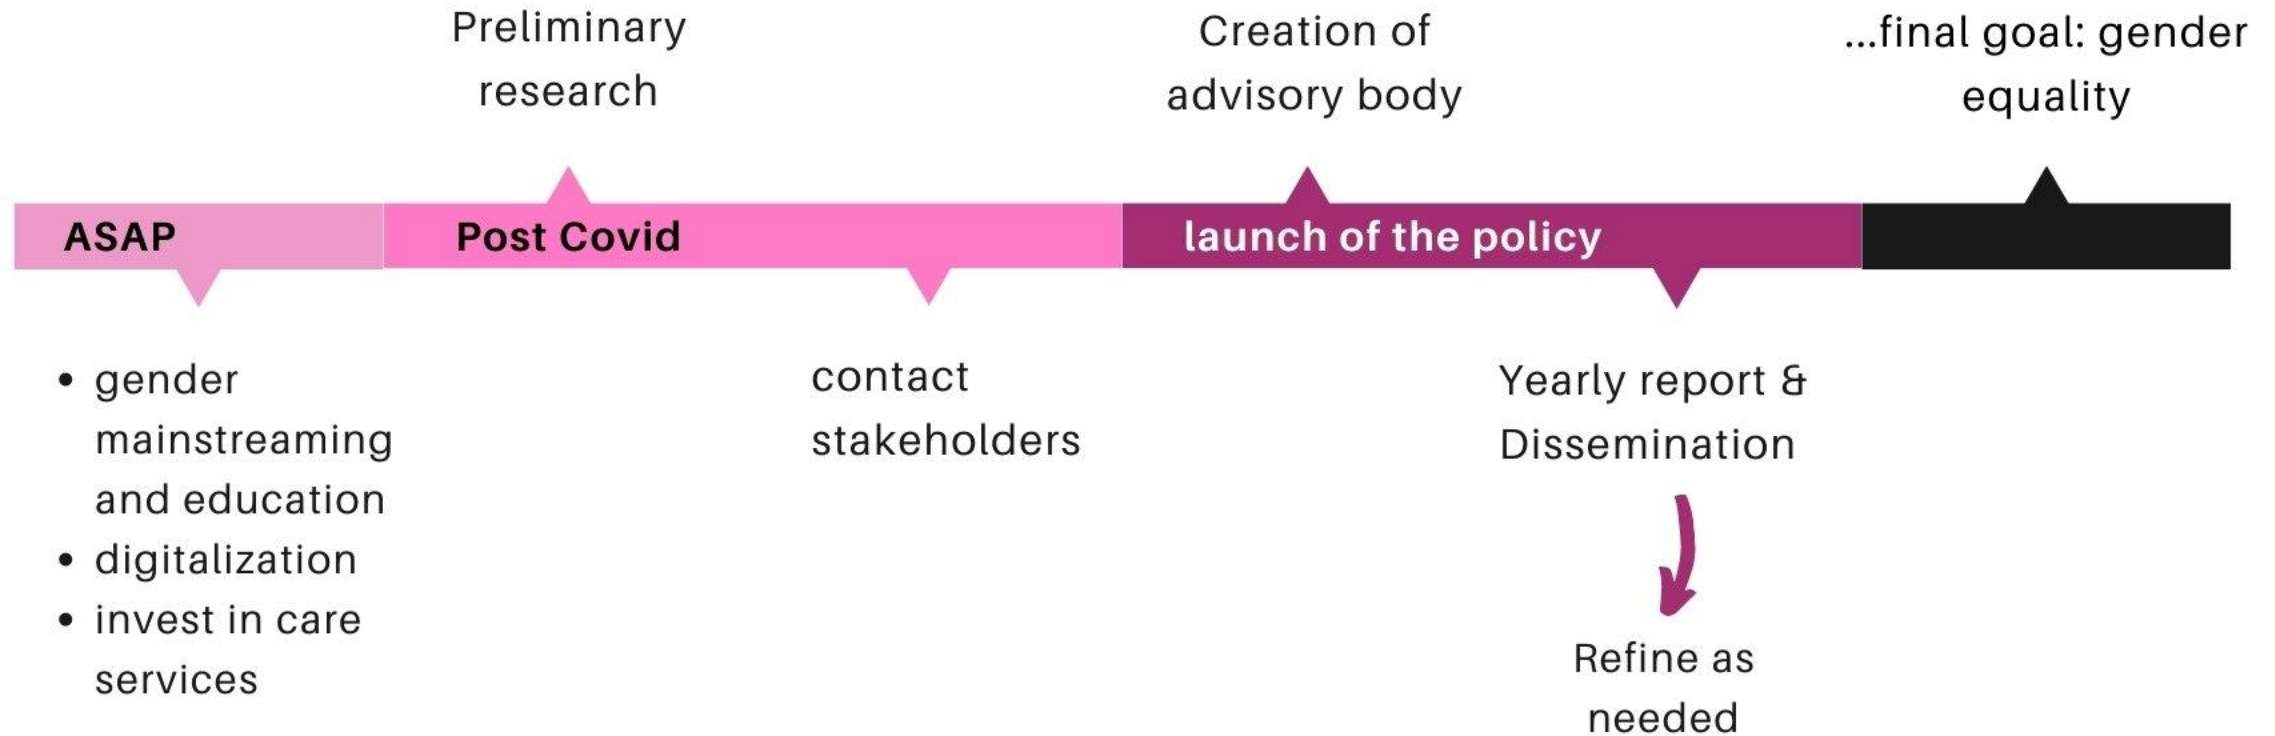 Preliminary
research
Creation of
advisory body
...final goal: gender
equality
ASAP
Post Covid
launch of the policy
• gender
mainstreaming
and education
• digitalization
• invest in care
services
contact
stakeholders
Yearly report &
Dissemination
Refine as
needed